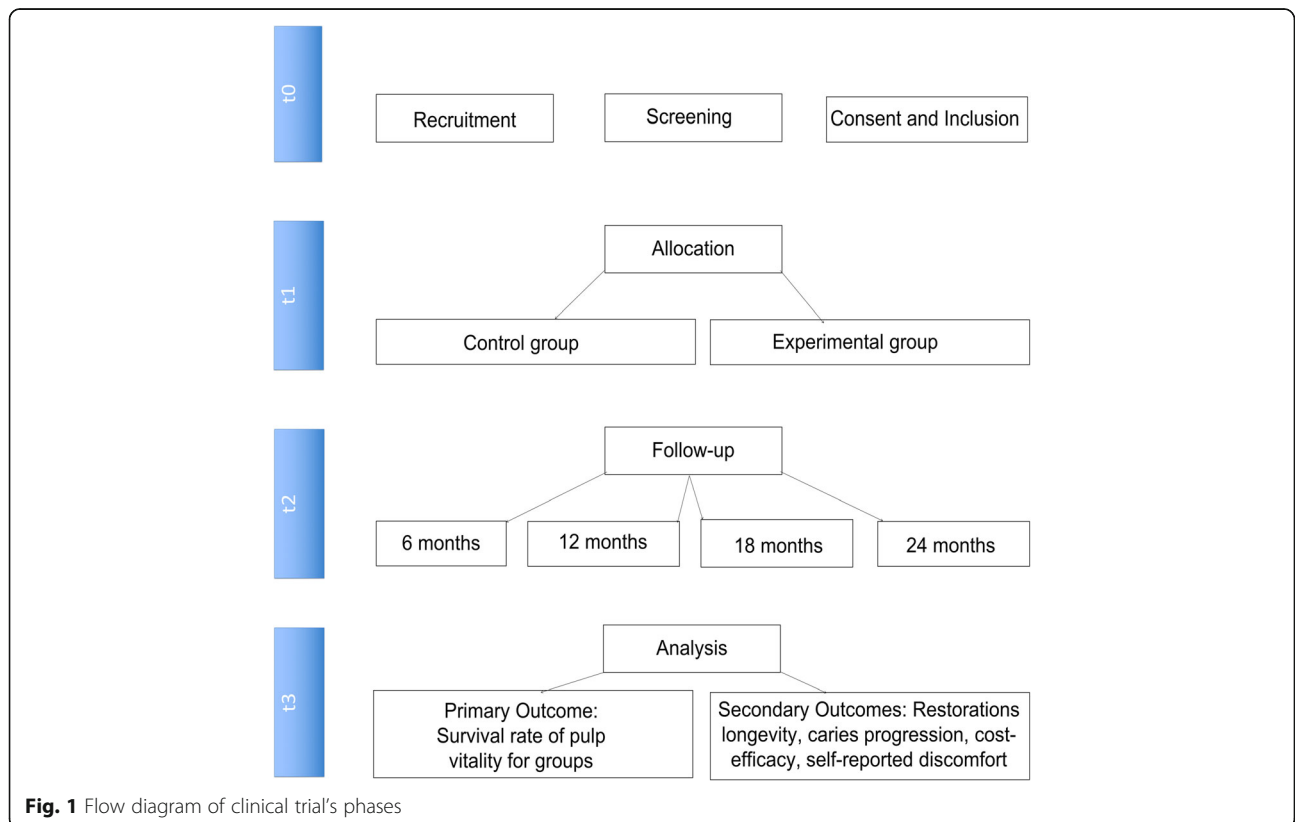 t0
Recruitment
Screening
Consent and Inclusion
t1
Allocation
Control group
Experimental group
t2
Follow-up
6 months
12 months
18 months
24 months
t3
Analysis
Primary Outcome:
Survival rate of pulp
vitality for groups
Secondary Outcomes: Restorations
longevity, caries progression, cost-
efficacy, self-reported discomfort
Fig. 1 Flow diagram of clinical trial's phases